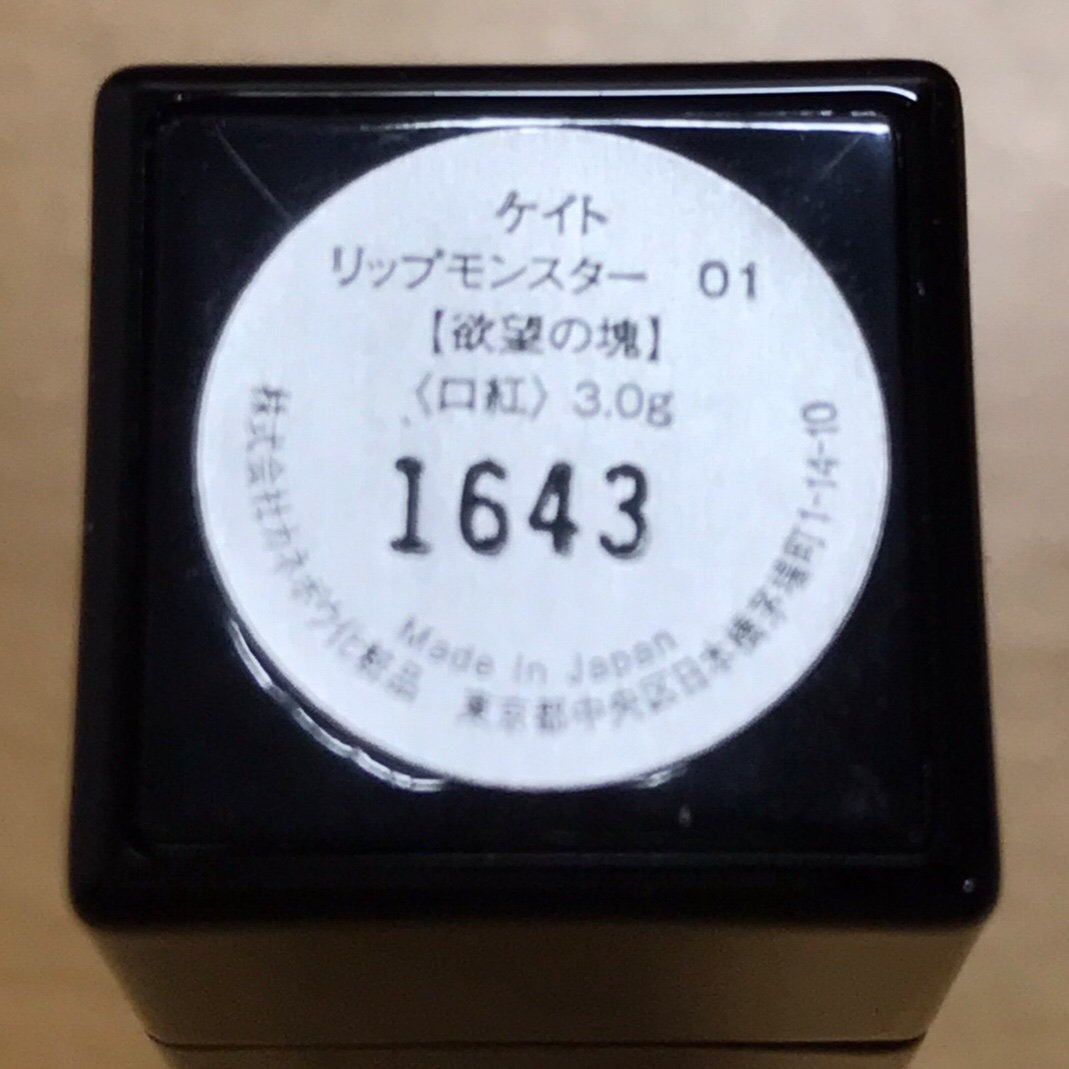 ケイト
リップモンスター 01
【欲望の塊】
〈口紅〉3.0g
1643
Made in Japan
株式会社カネボウ化粧品 東京都中央区日本橋茅場町1-14-10